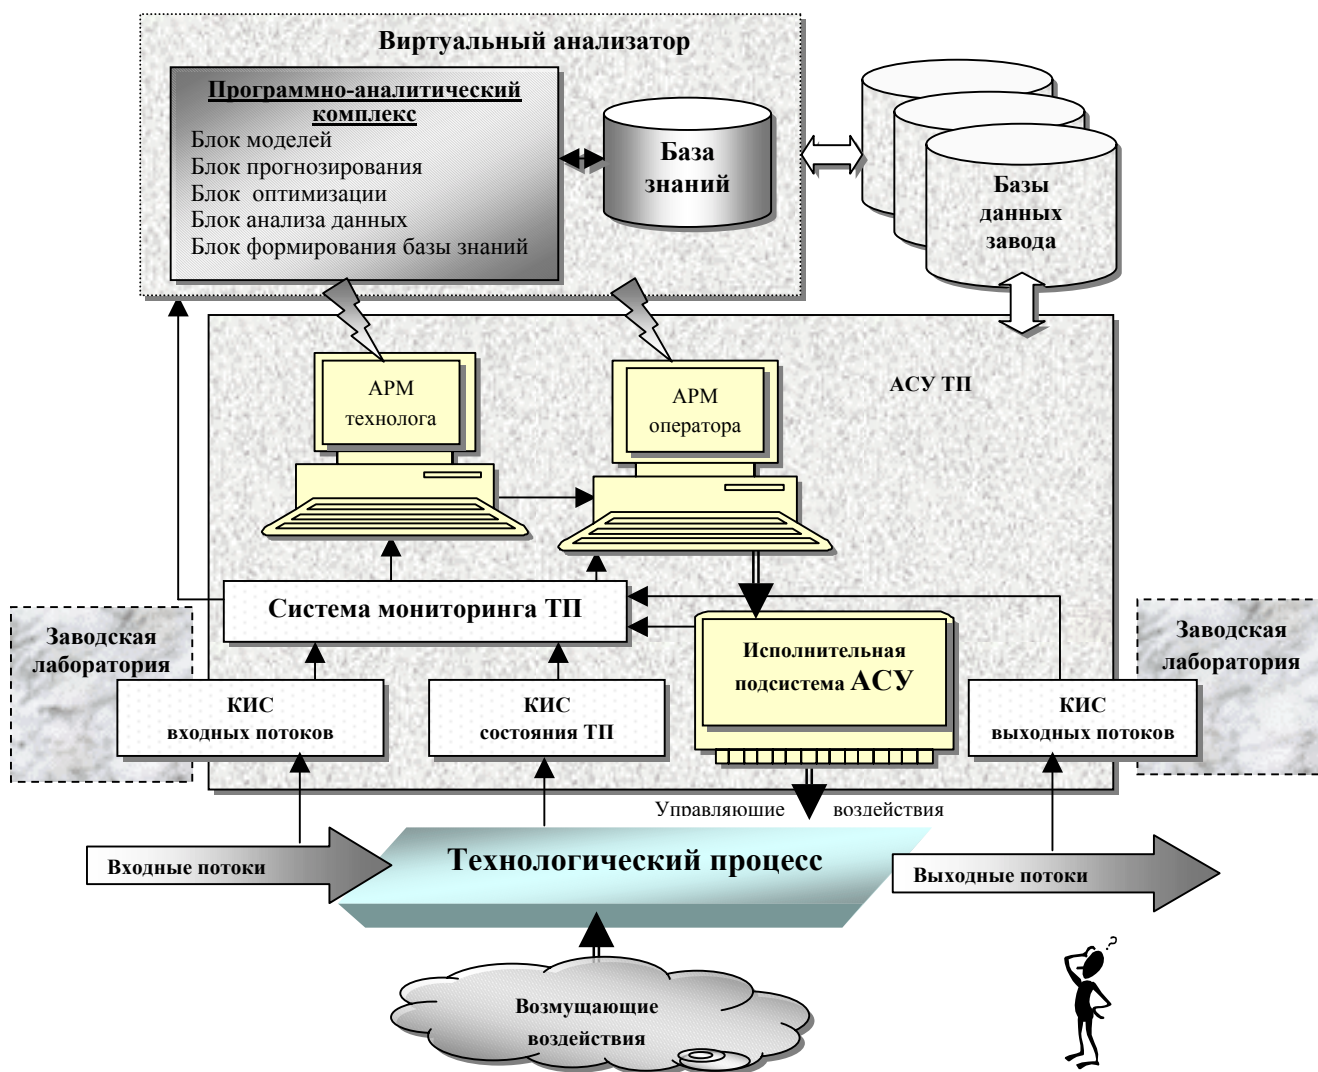 Виртуальный анализатор
Программно-аналитический
комплекс
Блок моделей
Блок прогнозирования
Блок оптимизации
Блок анализа данных
Блок формирования базы знаний
База
знаний
Базы
данных
завода
АСУ ТП
АРМ
технолога
АРМ
оператора
Система мониторинга ТП
Заводская
лаборатория
Исполнительная
подсистема АСУ
Заводская
лаборатория
КИС
входных потоков
КИС
состояния ТП
КИС
выходных потоков
Управляющие воздействия
Входные потоки
Технологический процесс
Выходные потоки
?
Возмущающие
воздействия